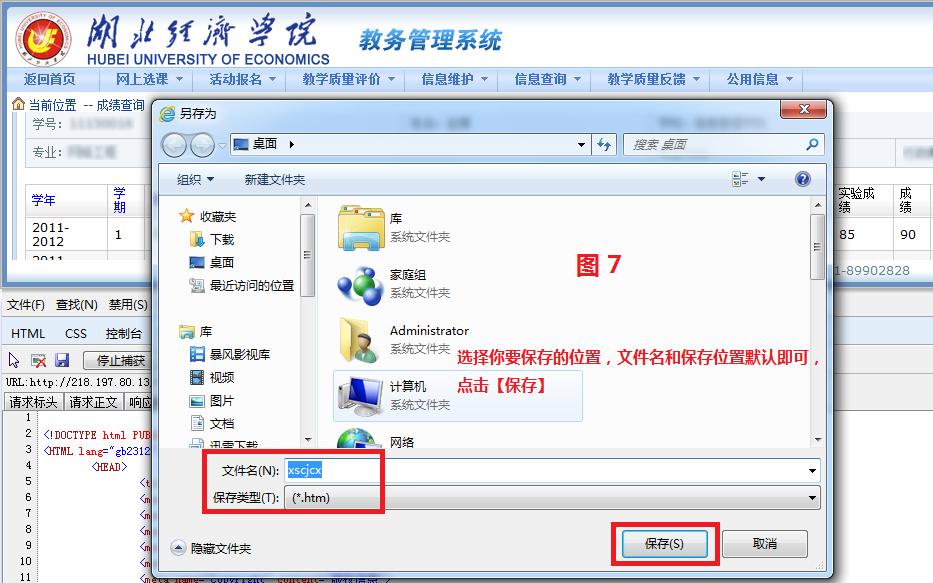 湖北经济学院
教务管理系统
HUBEI UNIVERSITY OF ECONOMICS
返回首页 网上选课 活动报名 教学质量评价 信息维护 信息查询 教学质量反馈 公用信息
当前位置 -- 成绩查询
学号:
专业:
学年 学期
2011-2012 1
2011-
实验成绩 成绩
85 90
1-89902828
另存为
桌面
搜索 桌面
组织 新建文件夹
收藏夹
下载
桌面
最近访问的位置
库
暴风影视库
视频
图片
文档
迅雷下载
库
系统文件夹
家庭组
系统文件夹
Administrator
系统文件夹
计算机
系统文件夹
网络
图 7
选择你要保存的位置，文件名和保存位置默认即可，
点击【保存】
文件名(N): xscjcx
保存类型(T): (*.htm)
隐藏文件夹
保存(S) 取消
文件(F) 查找(N) 禁用(S)
HTML CSS 控制台
停止捕获
URL:http://218.197.80.13
请求标头 请求正文 响应
1
2 <!DOCTYPE html PUB
3 <HTML lang="gb2312
4 <HEAD>
5 <t
6 <m
7 <m
8 <m
9 <m
10 <m
11 <meta name="copyright" content="版权信息"